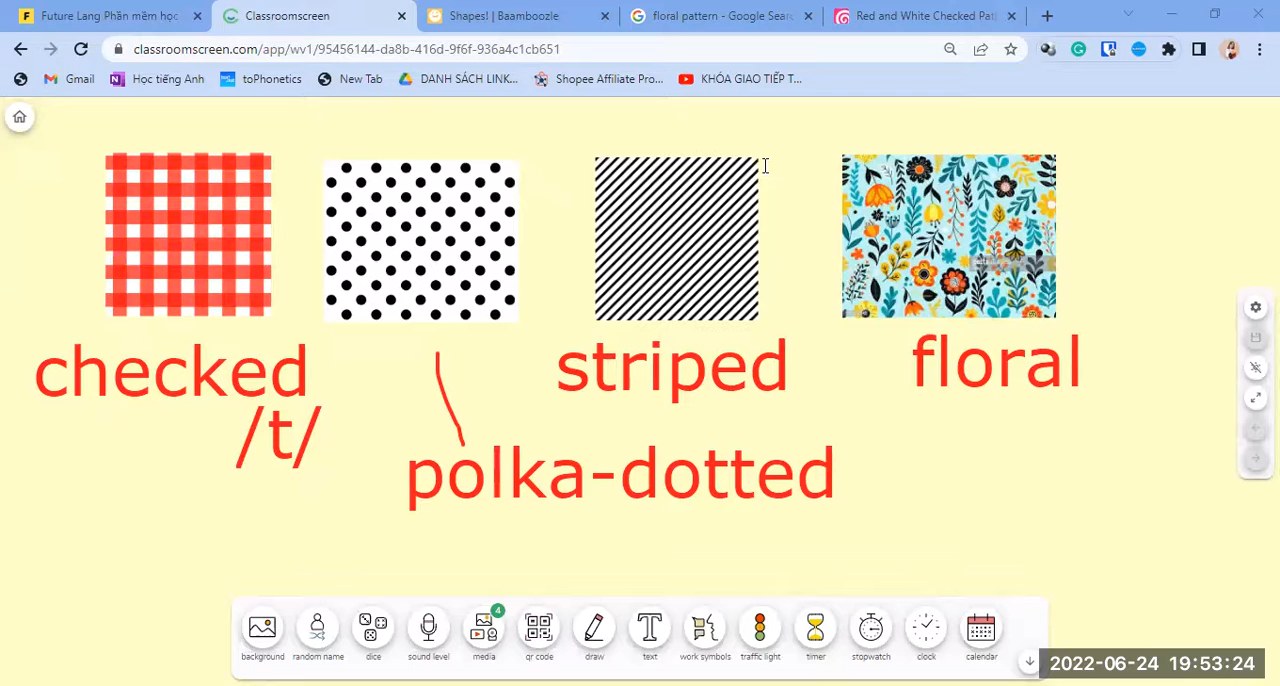 Future Lang Phần mềm học
Classroomscreen
Shapes! | Baamboozle
floral pattern - Google Search
Red and White Checked Pat
classroomscreen.com/app/wv1/95456144-da8b-416d-9f6f-936a4c1cb651
Gmail
Học tiếng Anh
toPhonetics
New Tab
DANH SÁCH LINK...
Shopee Affiliate Pro...
KHÓA GIAO TIẾP T...
checked
/t/
polka-dotted
striped
floral
4
background
random name
dice
sound level
media
qr code
draw
text
work symbols
traffic light
timer
stopwatch
clock
calendar
2022-06-24 19:53:24